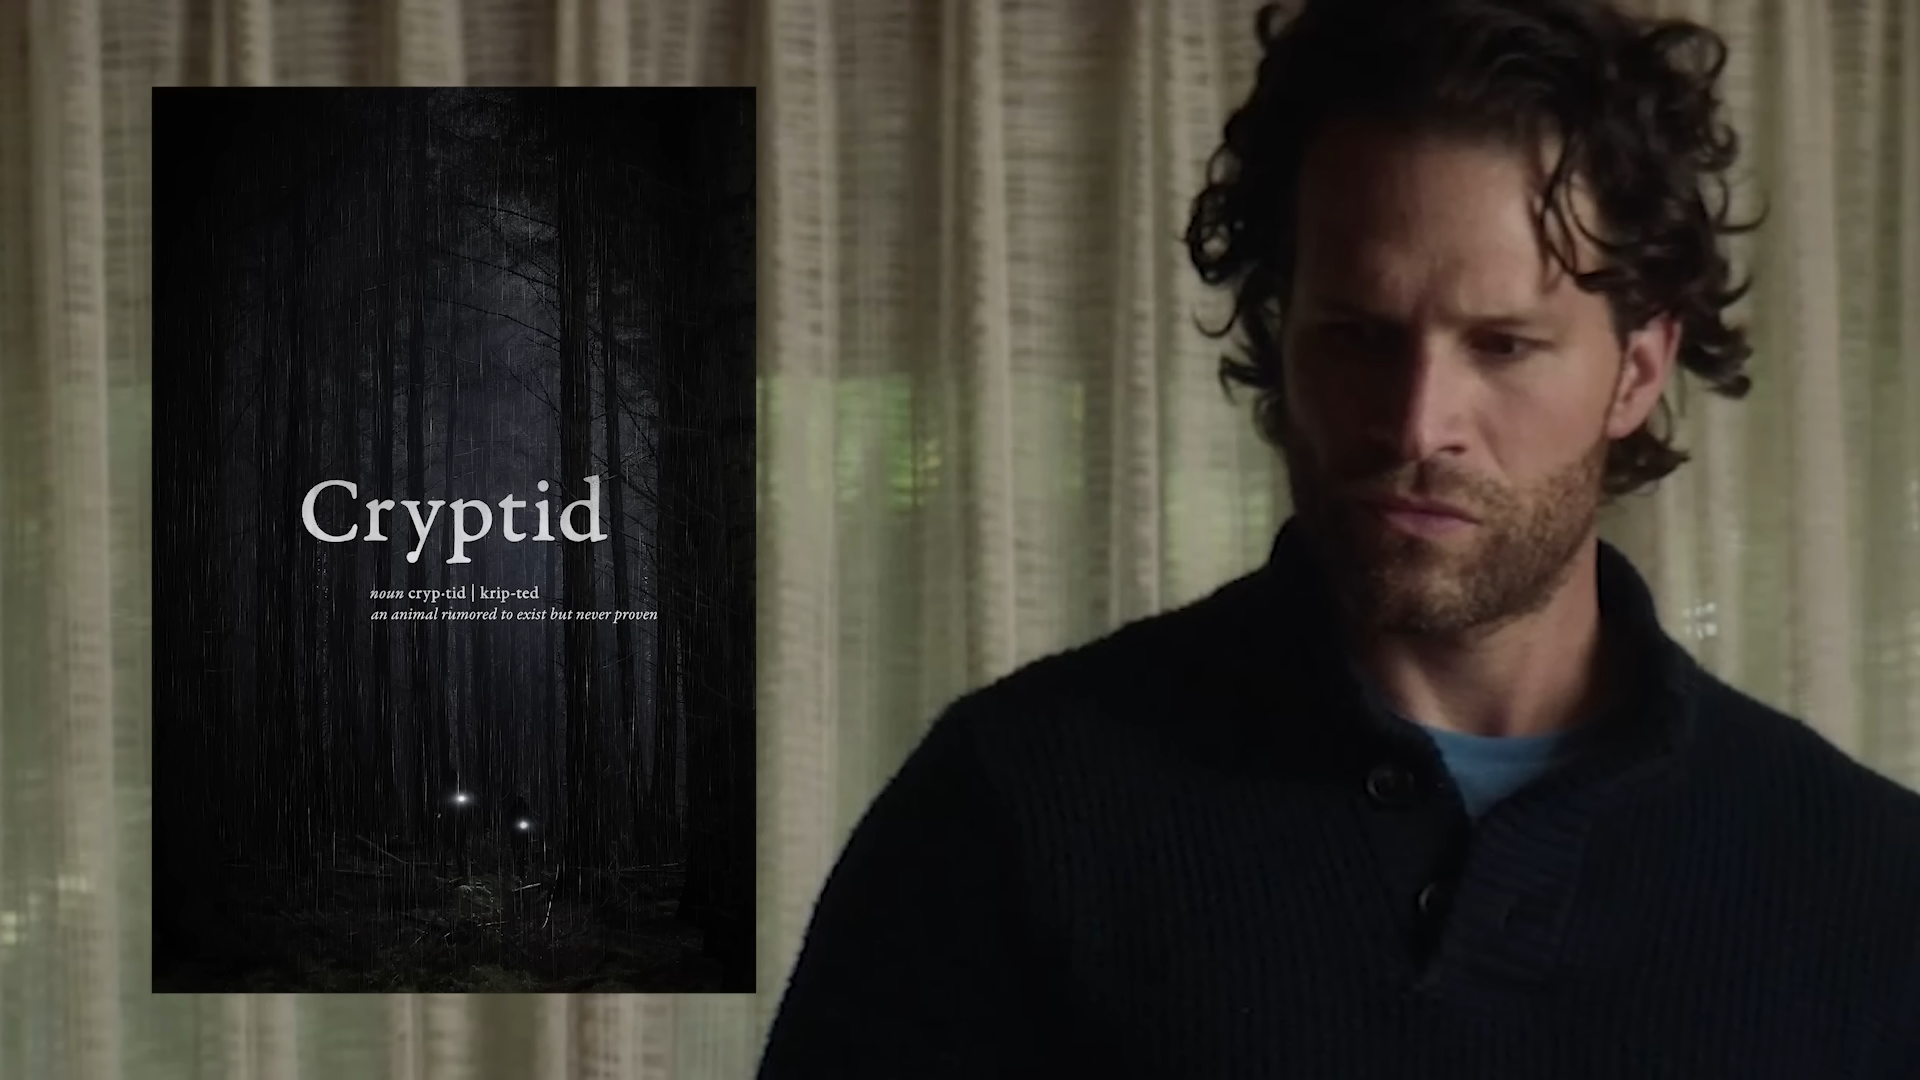 Cryptid
noun cryp·tid | krip-ted
an animal rumored to exist but never proven